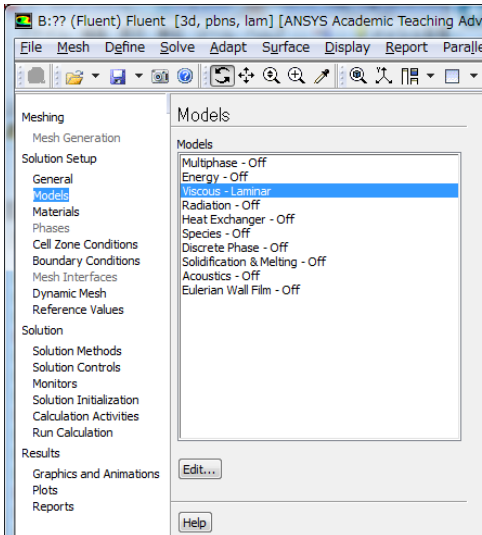 B:?? (Fluent) Fluent [3d, pbns, lam] [ANSYS Academic Teaching Adv
File Mesh Define Solve Adapt Surface Display Report Paralle
Meshing
Mesh Generation
Solution Setup
General
Models
Materials
Phases
Cell Zone Conditions
Boundary Conditions
Mesh Interfaces
Dynamic Mesh
Reference Values
Solution
Solution Methods
Solution Controls
Monitors
Solution Initialization
Calculation Activities
Run Calculation
Results
Graphics and Animations
Plots
Reports
Models
Models
Multiphase - Off
Energy - Off
Viscous - Laminar
Radiation - Off
Heat Exchanger - Off
Species - Off
Discrete Phase - Off
Solidification & Melting - Off
Acoustics - Off
Eulerian Wall Film - Off
Edit...
Help